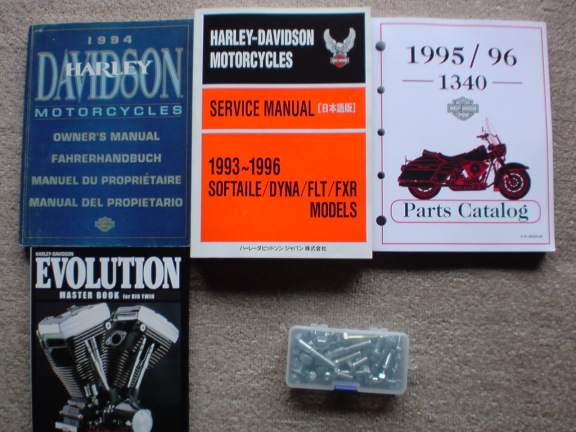 1994
HARLEY
DAVIDSON
MOTORCYCLES
OWNER'S MANUAL
FAHRERHANDBUCH
MANUEL DU PROPRIÉTAIRE
MANUAL DEL PROPIETARIO
HARLEY-DAVIDSON
MOTORCYCLES
SERVICE MANUAL [日本語版]
1993~1996
SOFTAILE/DYNA/FLT/FXR
MODELS
ハーレーダビッドソン ジャパン 株式会社
1995/96
1340
Parts Catalog
HARLEY-DAVIDSON
EVOLUTION
MASTER BOOK for BIG TWIN